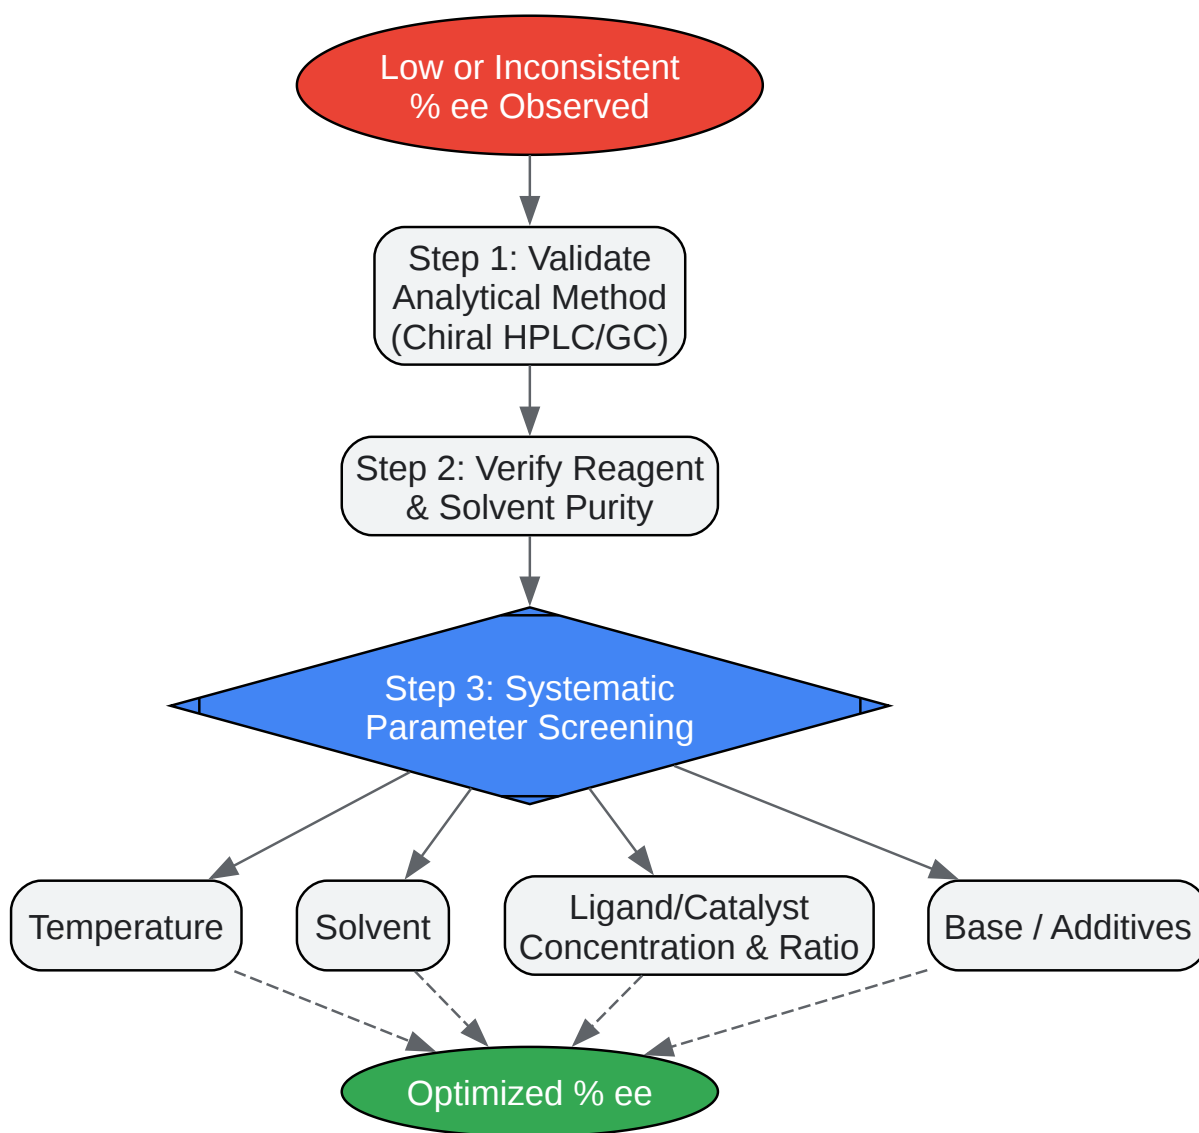 Low or Inconsistent
% ee Observed
Step 1: Validate
Analytical Method
(Chiral HPLC/GC)
Step 2: Verify Reagent
& Solvent Purity
Step 3: Systematic
Parameter Screening
Temperature
Solvent
Ligand/Catalyst
Concentration & Ratio
Base / Additives
Optimized % ee